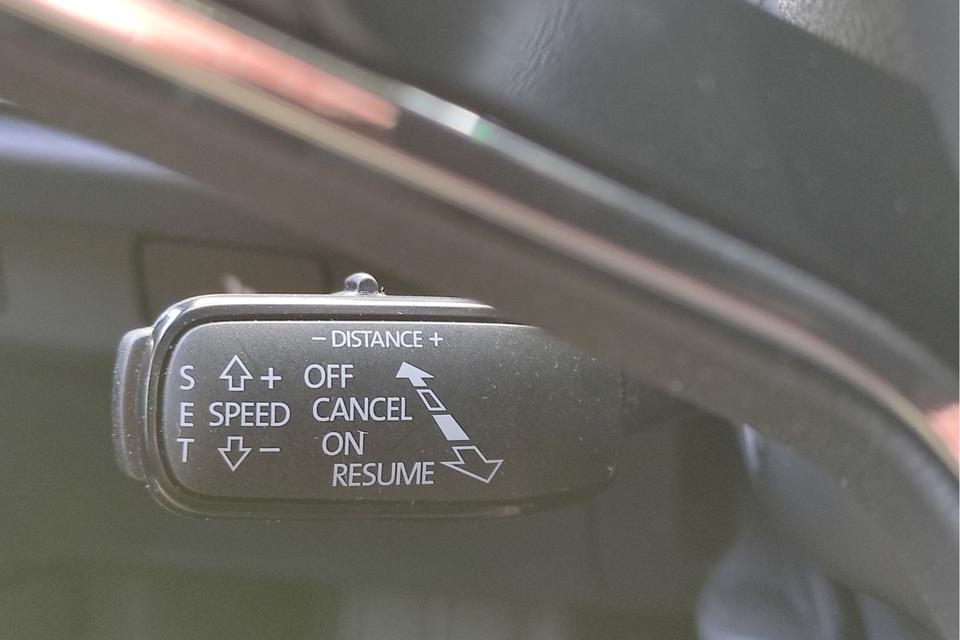 – DISTANCE +
S + OFF
E SPEED CANCEL
T – ON
RESUME